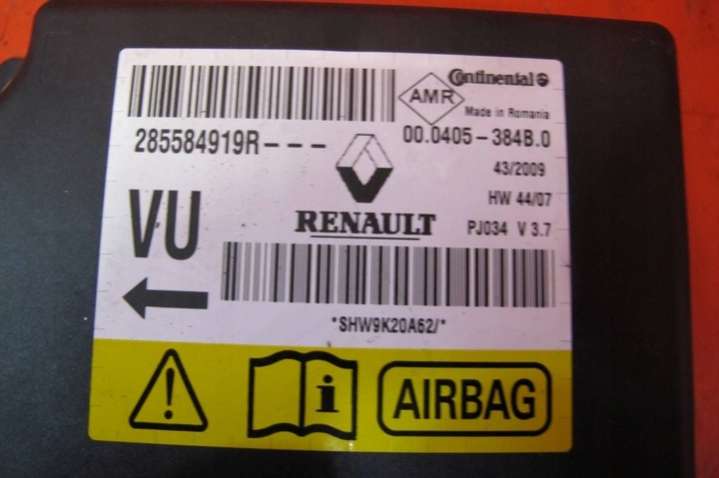 Continental
AMR
Made in Romania
285584919R---
00.0405-384B.0
43/2009
HW 44/07
VU
RENAULT
PJ034 V 3.7
*SHW9K20A62/*
i
AIRBAG